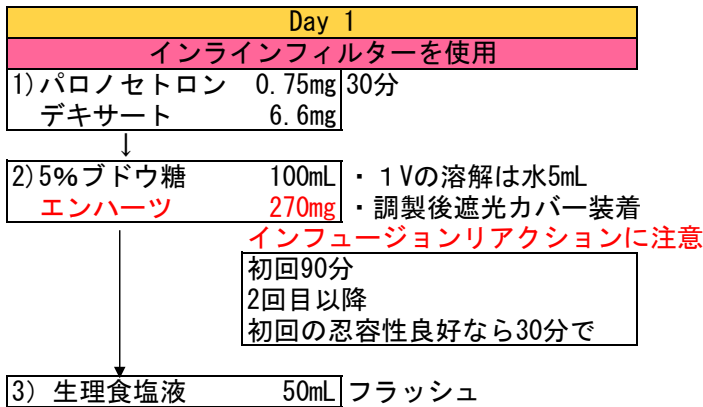 Day 1
インラインフィルターを使用
1)パロノセトロン 0.75mg 30分
デキサート 6.6mg
↓
2)5%ブドウ糖 100mL ・１Vの溶解は水5mL
エンハーツ 270mg ・調製後遮光カバー装着
インフュージョンリアクションに注意
初回90分
2回目以降
初回の忍容性良好なら30分で
3) 生理食塩液 50mL フラッシュ